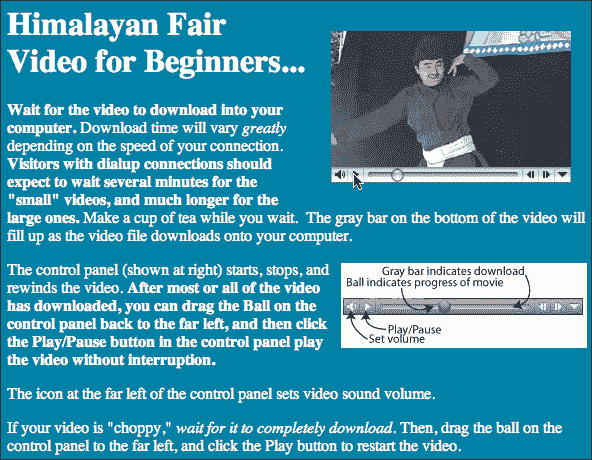 Himalayan Fair
Video for Beginners...
Wait for the video to download into your
computer. Download time will vary greatly
depending on the speed of your connection.
Visitors with dialup connections should
expect to wait several minutes for the
"small" videos, and much longer for the
large ones. Make a cup of tea while you wait.  The gray bar on the bottom of the video will
fill up as the video file downloads onto your computer.
The control panel (shown at right) starts, stops, and
rewinds the video. After most or all of the video
has downloaded, you can drag the Ball on the
control panel back to the far left, and then click
the Play/Pause button in the control panel play
the video without interruption.
Gray bar indicates download
Ball indicates progress of movie
Play/Pause
Set volume
The icon at the far left of the control panel sets video sound volume.
If your video is "choppy," wait for it to completely download. Then, drag the ball on the
control panel to the far left, and click the Play button to restart the video.